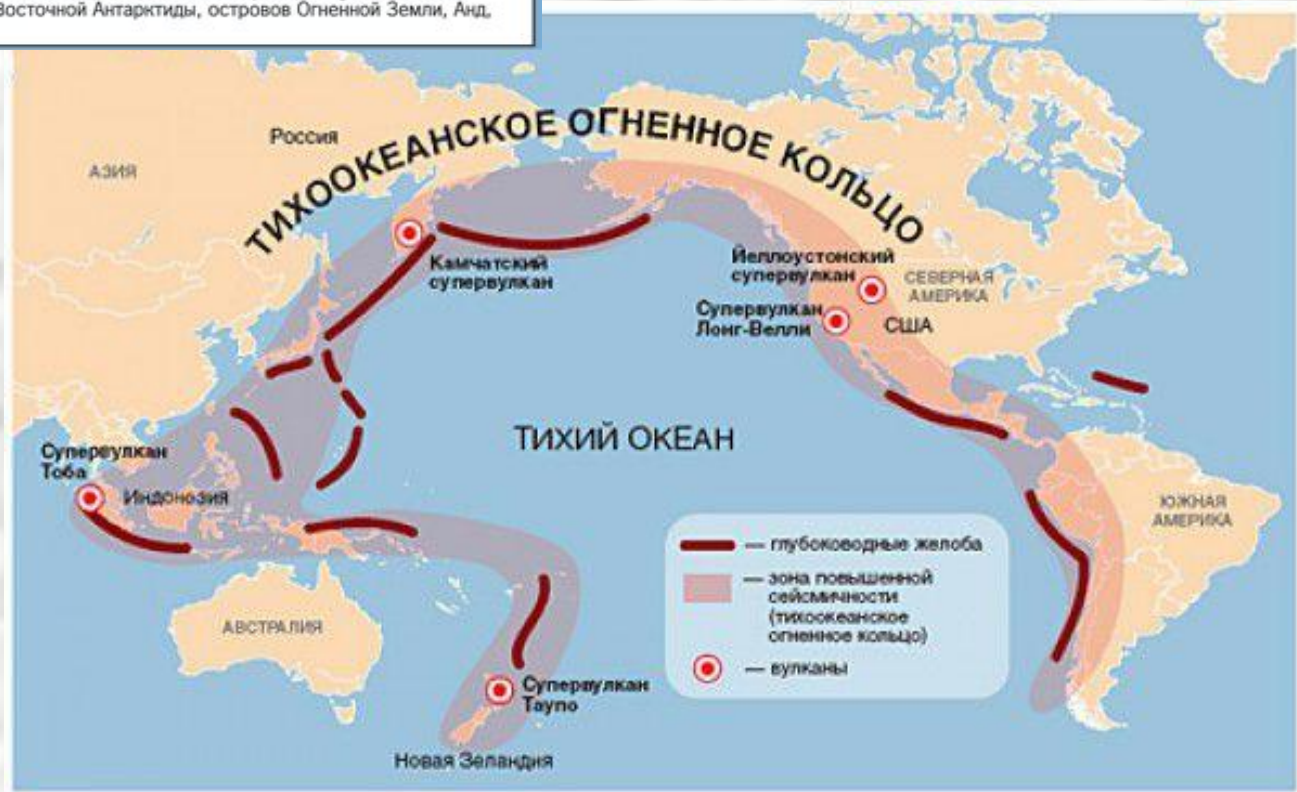 Восточной Антарктиды, островов Огненной Земли, Анд,
ТИХООКЕАНСКОЕ ОГНЕННОЕ КОЛЬЦО
Россия
АЗИЯ
Камчатский
супервулкан
Йеллоустонский
супервулкан
СЕВЕРНАЯ
АМЕРИКА
Супервулкан
Лонг-Велли
США
ТИХИЙ ОКЕАН
Супервулкан
Тоба
Индонезия
ЮЖНАЯ
АМЕРИКА
— глубоководные желоба
— зона повышенной
сейсмичности
(тихоокеанское
огненное кольцо)
— вулканы
АВСТРАЛИЯ
Супервулкан
Таупо
Новая Зеландия